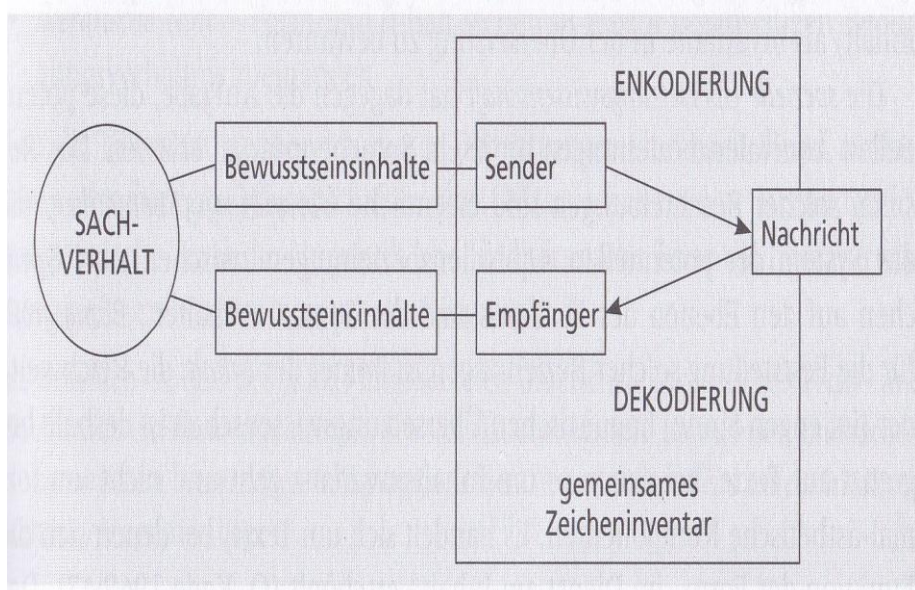 ENKODIERUNG
Bewusstseinsinhalte
Sender
SACH-
VERHALT
Nachricht
Bewusstseinsinhalte
Empfänger
DEKODIERUNG
gemeinsames
Zeicheninventar